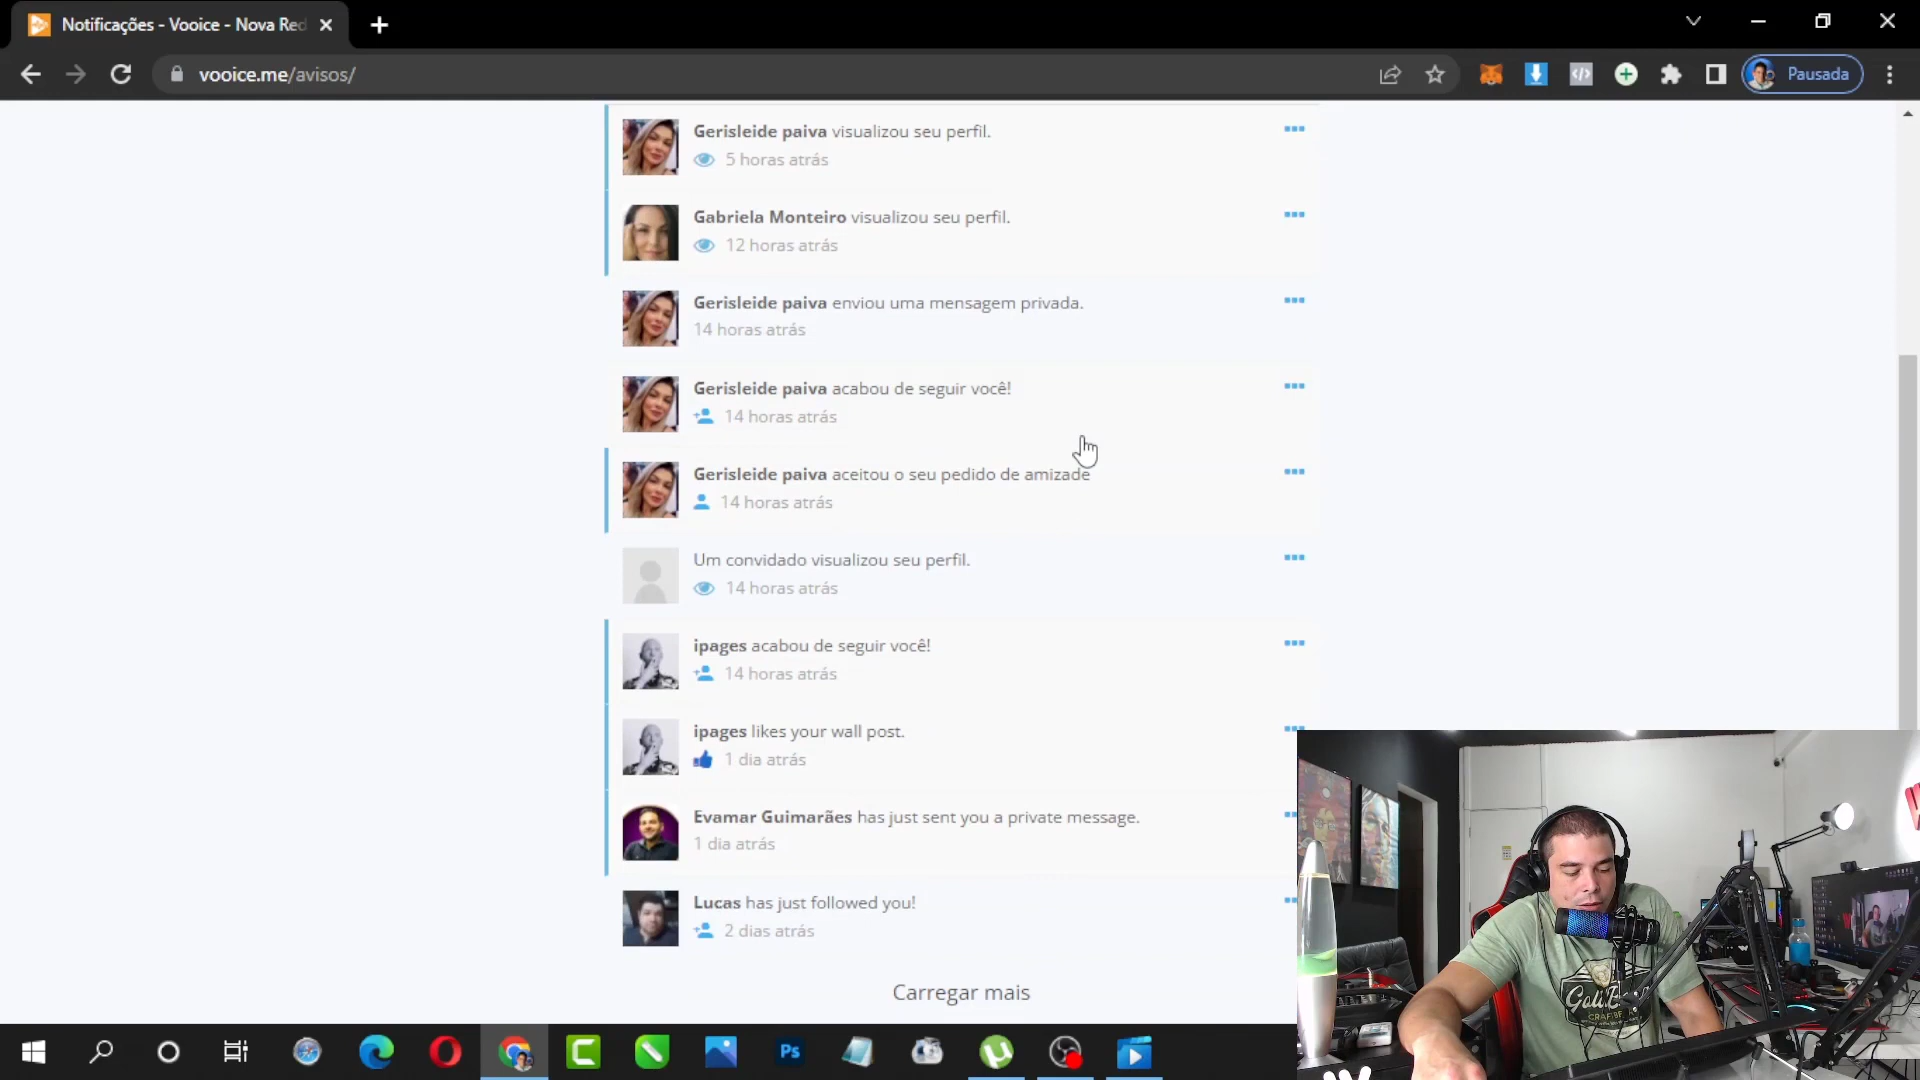 Notificações - Vooice - Nova Red
vooice.me/avisos/
Pausada
Gerisleide paiva visualizou seu perfil.
5 horas atrás
Gabriela Monteiro visualizou seu perfil.
12 horas atrás
Gerisleide paiva enviou uma mensagem privada.
14 horas atrás
Gerisleide paiva acabou de seguir você!
14 horas atrás
Gerisleide paiva aceitou o seu pedido de amizade
14 horas atrás
Um convidado visualizou seu perfil.
14 horas atrás
ipages acabou de seguir você!
14 horas atrás
ipages likes your wall post.
1 dia atrás
Evamar Guimarães has just sent you a private message.
1 dia atrás
Lucas has just followed you!
2 dias atrás
Carregar mais
Ps